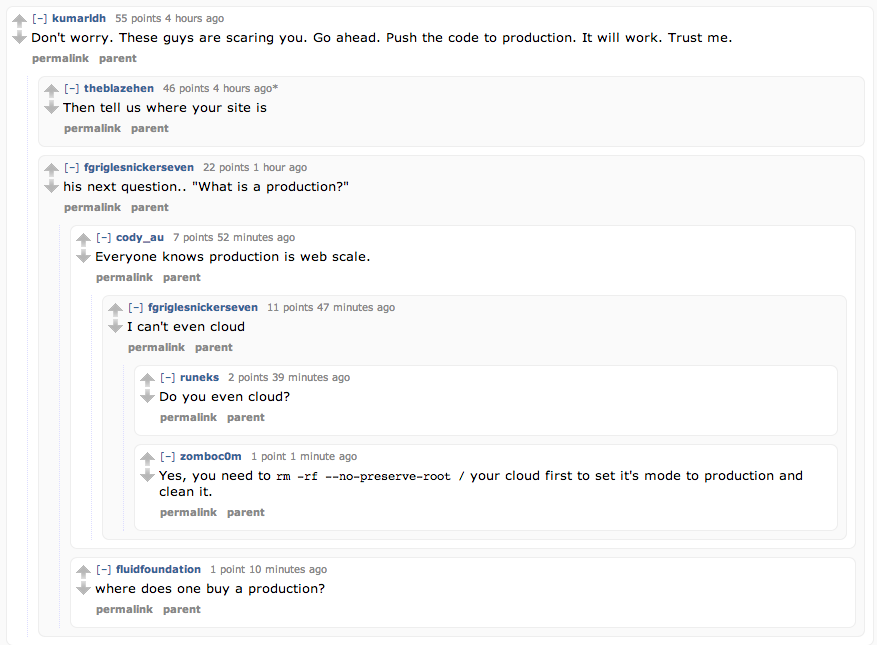 [–] kumaridh 55 points 4 hours ago
Don't worry. These guys are scaring you. Go ahead. Push the code to production. It will work. Trust me.
permalink parent
[–] theblazehen 46 points 4 hours ago*
Then tell us where your site is
permalink parent
[–] fgriglesnickerseven 22 points 1 hour ago
his next question.. "What is a production?"
permalink parent
[–] cody_au 7 points 52 minutes ago
Everyone knows production is web scale.
permalink parent
[–] fgriglesnickerseven 11 points 47 minutes ago
I can't even cloud
permalink parent
[–] runeks 2 points 39 minutes ago
Do you even cloud?
permalink parent
[–] zomboc0m 1 point 1 minute ago
Yes, you need to rm -rf --no-preserve-root / your cloud first to set it's mode to production and
clean it.
permalink parent
[–] fluidfoundation 1 point 10 minutes ago
where does one buy a production?
permalink parent